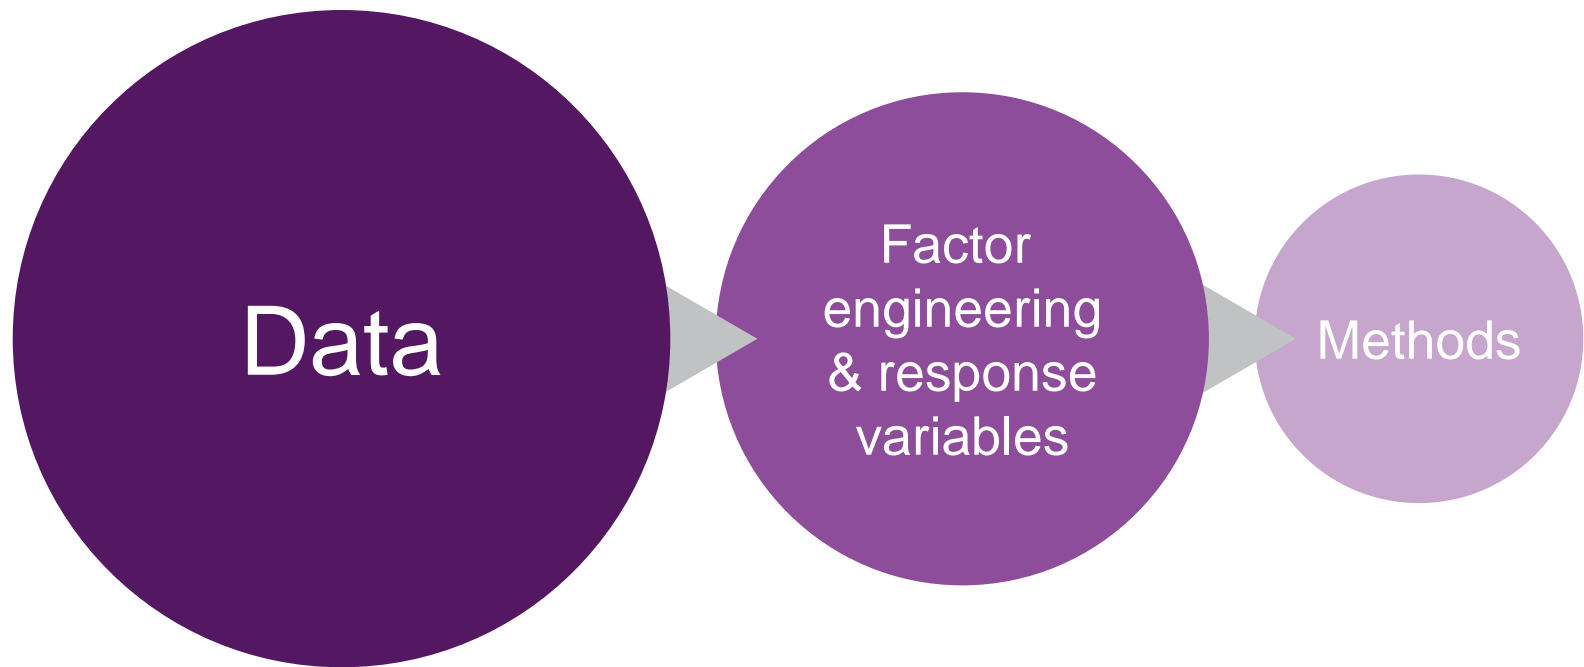 Data
Factor
engineering
& response
variables
Methods